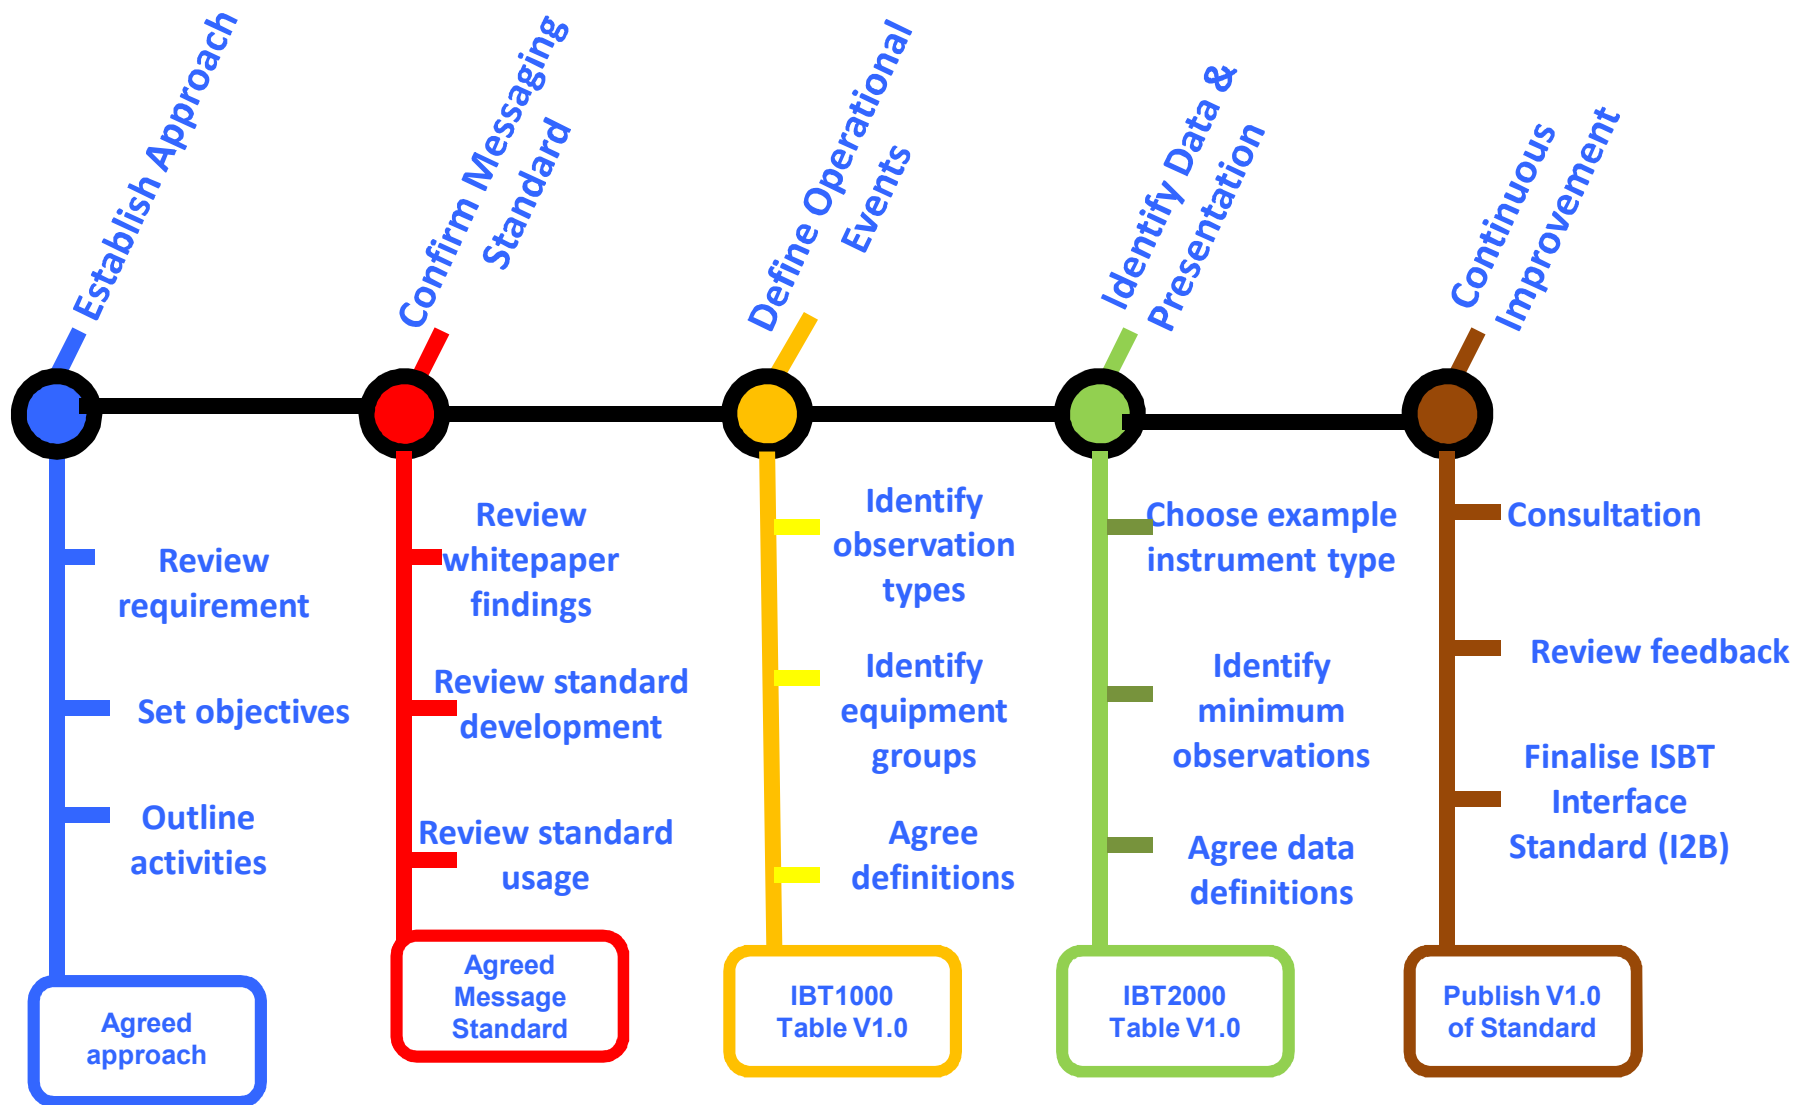 Establish Approach
Confirm Messaging
Standard
Define Operational
Events
Identify Data &
Presentation
Continuous
Improvement
Review
requirement
Set objectives
Outline
activities
Agreed
approach
Review
whitepaper
findings
Review standard
development
Review standard
usage
Agreed
Message
Standard
Identify
observation
types
Identify
equipment
groups
Agree
definitions
IBT1000
Table V1.0
Choose example
instrument type
Identify
minimum
observations
Agree data
definitions
IBT2000
Table V1.0
Consultation
Review feedback
Finalise ISBT
Interface
Standard (I2B)
Publish V1.0
of Standard